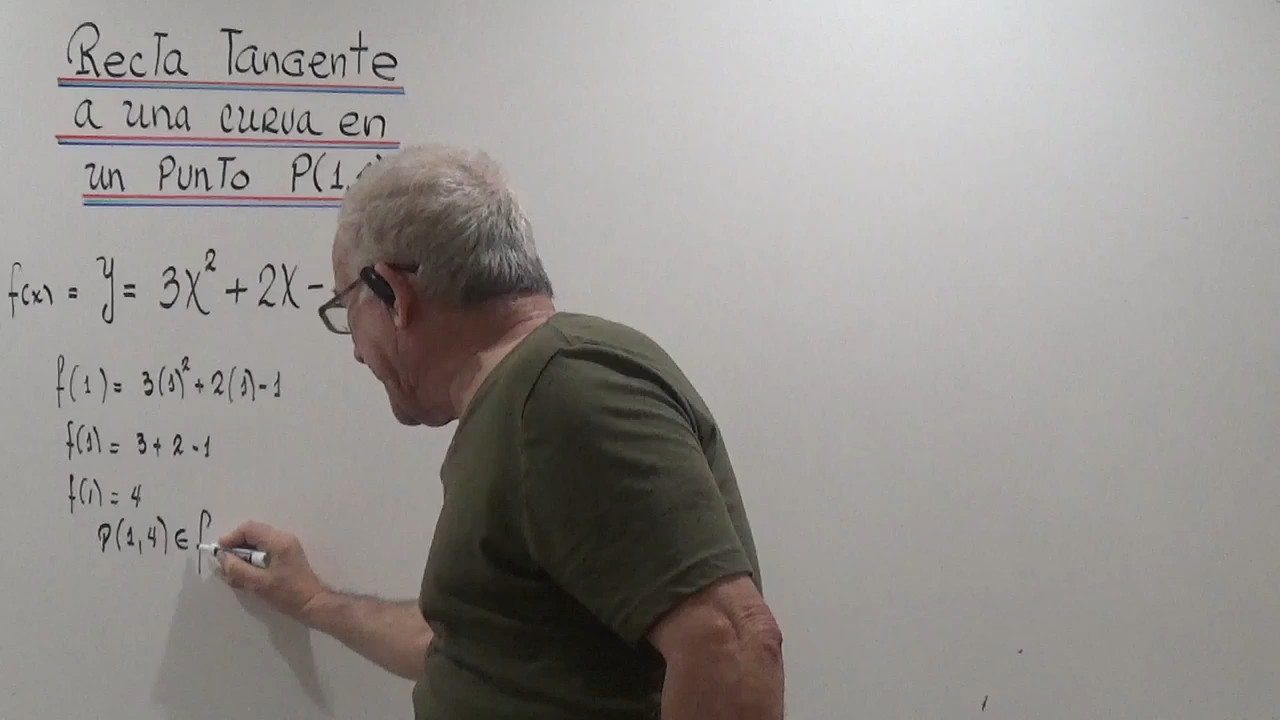 Recta Tangente
a una curva en
un Punto P(1,
f(x) = y = 3x² + 2x -
f(1) = 3(1)² + 2(1) - 1
f(1) = 3 + 2 - 1
f(1) = 4
P(1,4) ∈ f